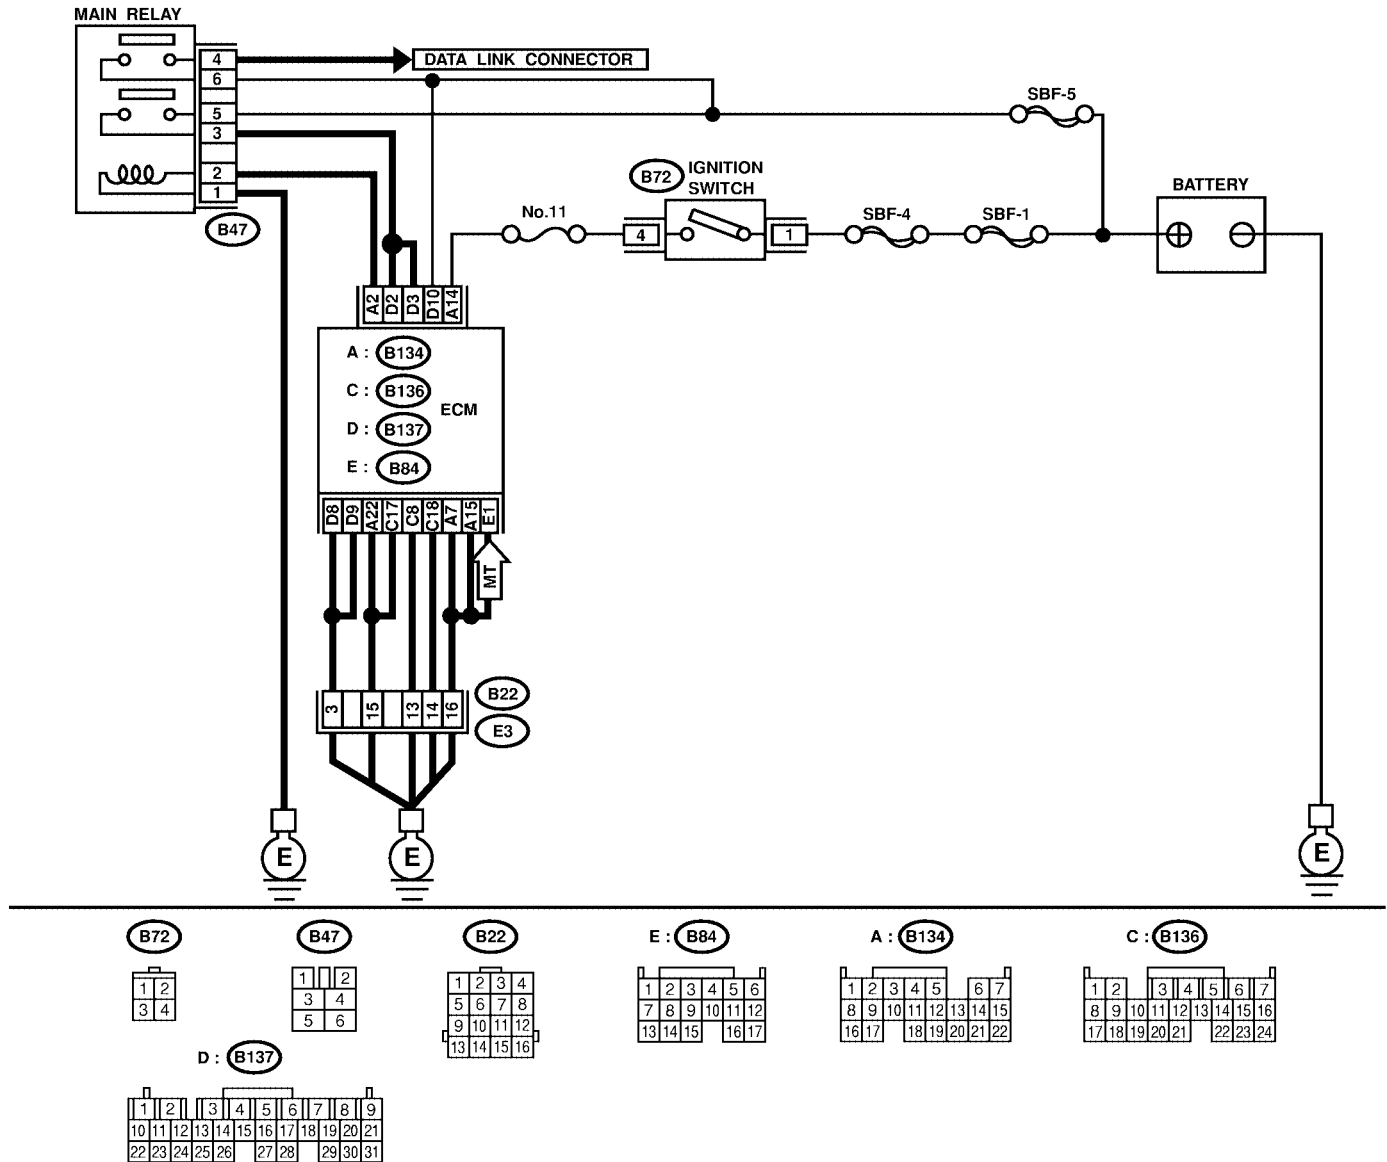 MAIN RELAY
4
DATA LINK CONNECTOR
6
5
3
2
1
B47
SBF-5
B72
IGNITION
SWITCH
BATTERY
No.11
4
1
SBF-4
SBF-1
A2 D2 D3 D10 A14
A : B134
C : B136
D : B137
E : B84
ECM
D8 D9 A22 C17 C8 C18 A7 A15 E1
MT
3 15 13 14 16
B22
E3
E
E
E
B72
1 2
3 4
B47
1 2
3 4
5 6
B22
1 2 3 4
5 6 7 8
9 10 11 12
13 14 15 16
E : B84
1 2 3 4 5 6
7 8 9 10 11 12
13 14 15 16 17
A : B134
1 2 3 4 5 6 7
8 9 10 11 12 13 14 15
16 17 18 19 20 21 22
C : B136
1 2 3 4 5 6 7
8 9 10 11 12 13 14 15 16
17 18 19 20 21 22 23 24
D : B137
1 2 3 4 5 6 7 8 9
10 11 12 13 14 15 16 17 18 19 20 21
22 23 24 25 26 27 28 29 30 31